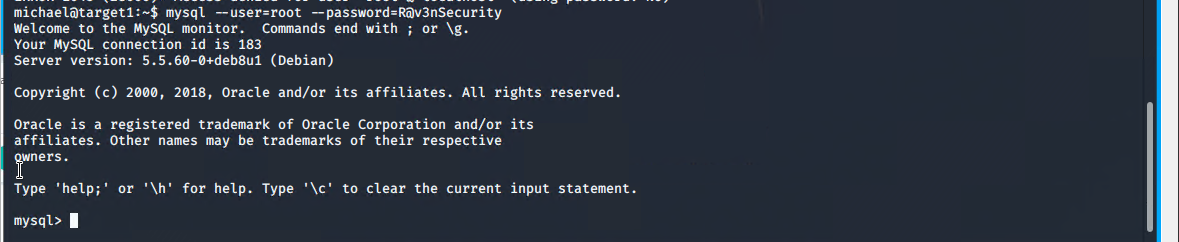 michael@target1:~$ mysql --user=root --password=R@v3nSecurity
Welcome to the MySQL monitor.  Commands end with ; or \g.
Your MySQL connection id is 183
Server version: 5.5.60-0+deb8u1 (Debian)
Copyright (c) 2000, 2018, Oracle and/or its affiliates. All rights reserved.
Oracle is a registered trademark of Oracle Corporation and/or its
affiliates. Other names may be trademarks of their respective
owners.
Type 'help;' or '\h' for help. Type '\c' to clear the current input statement.
mysql>